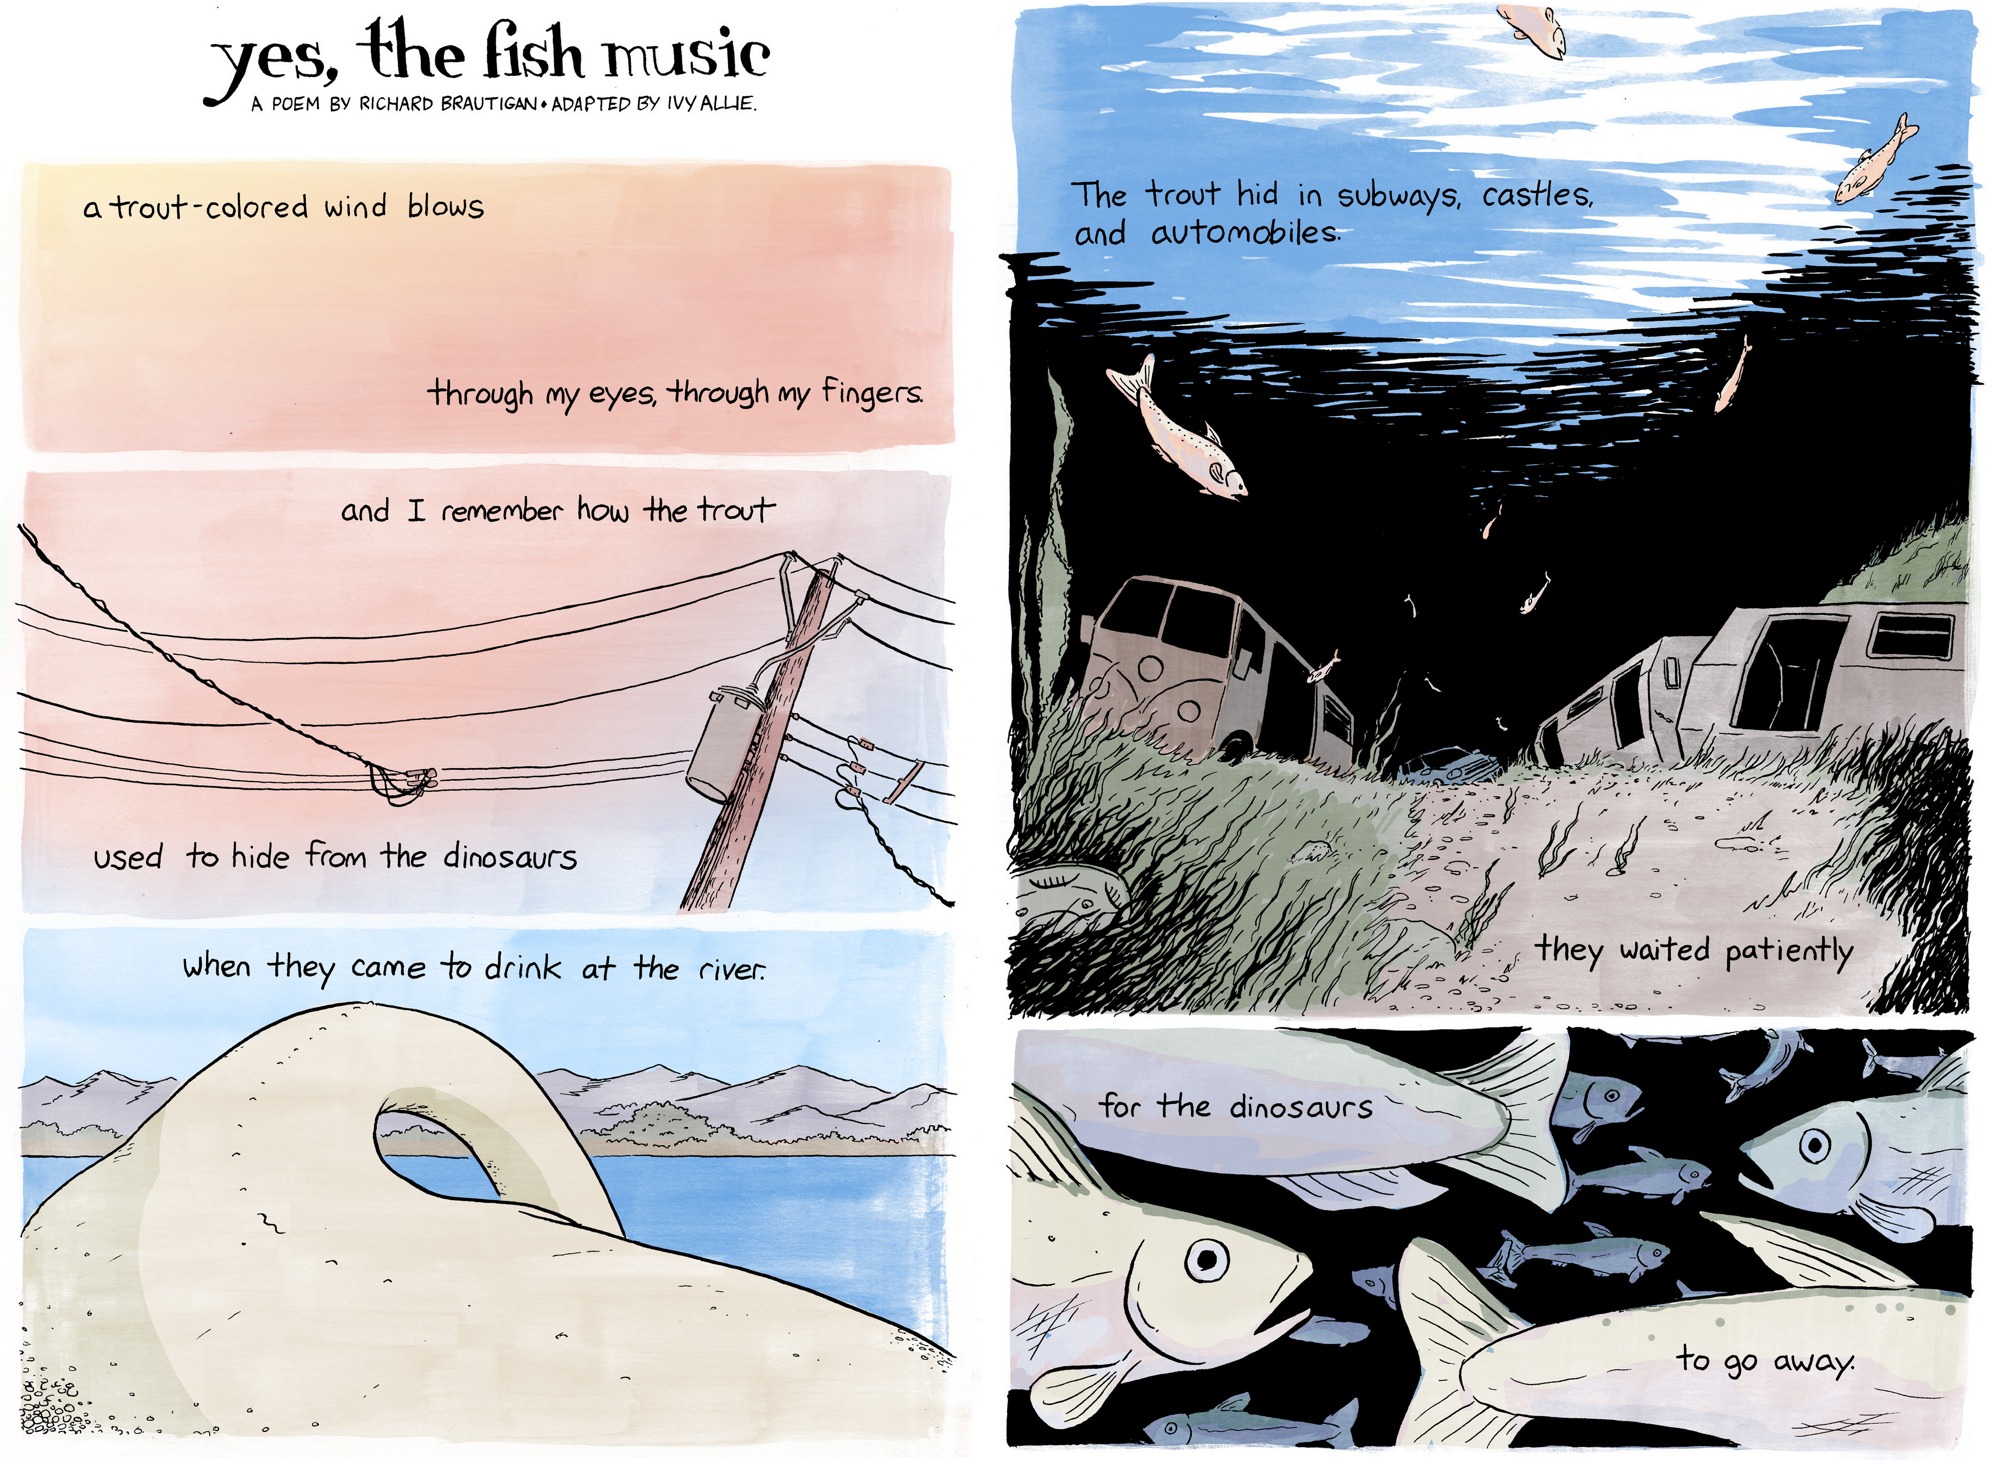 yes, the fish music
A POEM BY RICHARD BRAUTIGAN • ADAPTED BY IVY ALLIE.
a trout-colored wind blows
through my eyes, through my fingers.
and I remember how the trout
used to hide from the dinosaurs
when they came to drink at the river.
The trout hid in subways, castles,
and automobiles.
they waited patiently
for the dinosaurs
to go away.